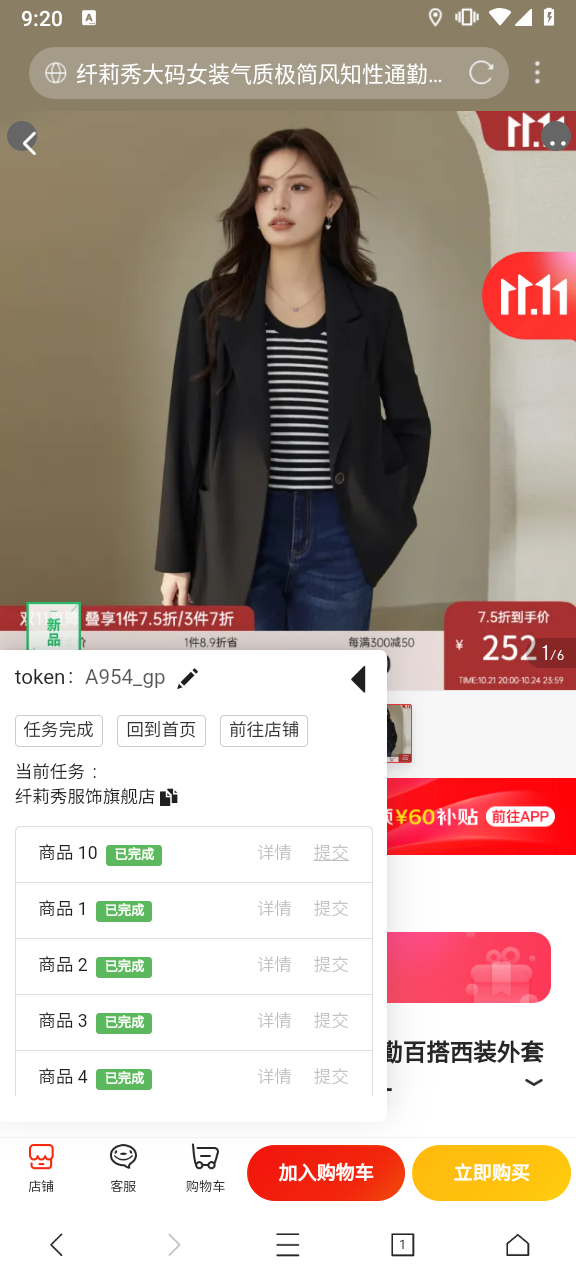 9:20
A
纤莉秀大码女装气质极简风知性通勤...
11.11
11.11
叠享1件7.5折/3件7折
新品
1件8.9折省
每满300减50
7.5折到手价
¥ 252
1/6
TIME:10.21 20:00-10.24 23:59
token: A954_gp
任务完成 回到首页 前往店铺
当前任务：
纤莉秀服饰旗舰店
¥60补贴 前往APP
商品 10 已完成 详情 提交
商品 1 已完成 详情 提交
商品 2 已完成 详情 提交
商品 3 已完成 详情 提交
勤百搭西装外套
商品 4 已完成 详情 提交
店铺 客服 购物车 加入购物车 立即购买
1